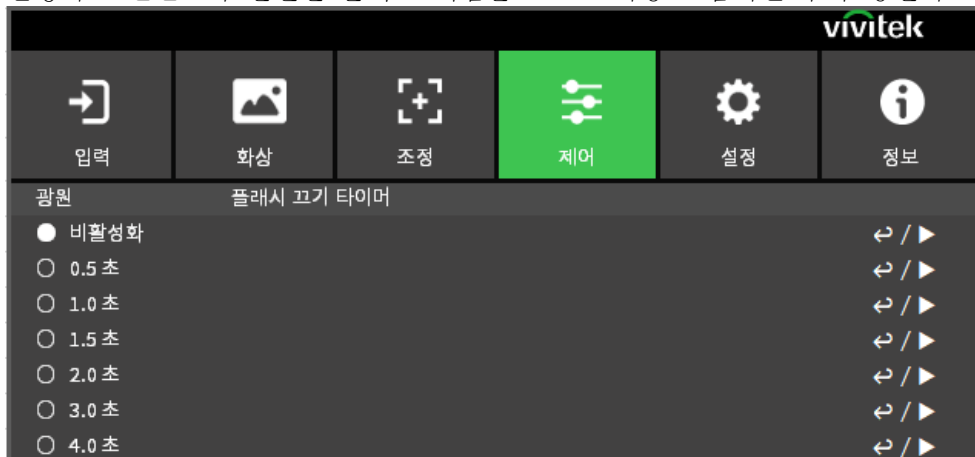 vivitek
입력 화상 조정 제어 설정 정보
광원 플래시 끄기 타이머
비활성화
0.5 초
1.0 초
1.5 초
2.0 초
3.0 초
4.0 초